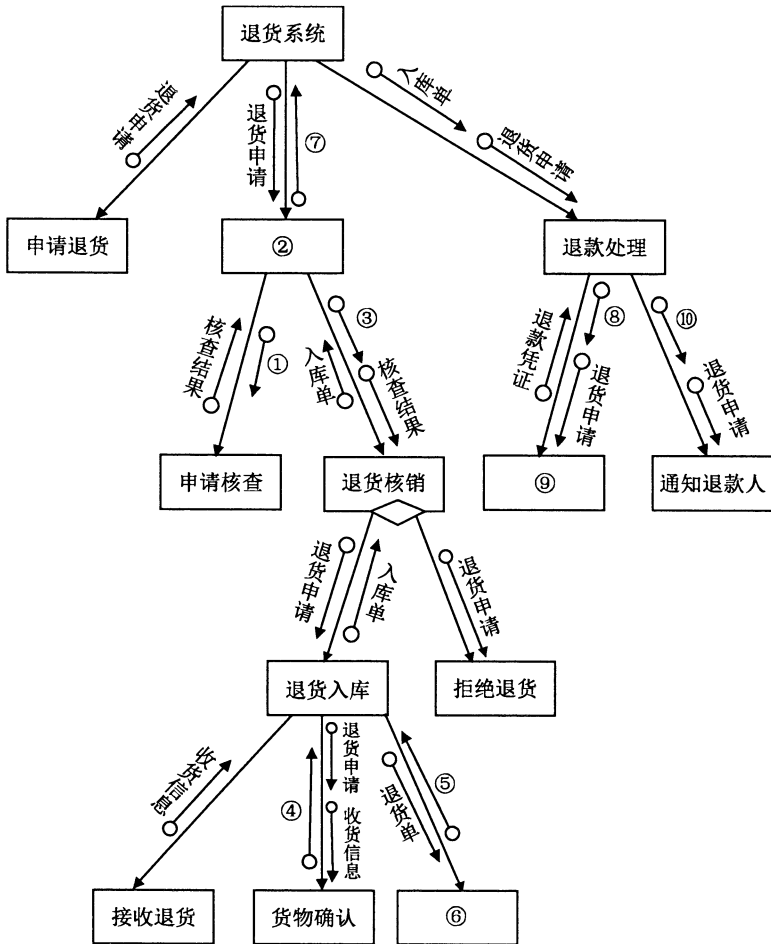 退货系统
退货申请
退货申请
⑦
入库单
退货申请
申请退货
②
退款处理
核查结果
①
③
入库单
核查结果
退款凭证
⑧
退货申请
⑩
退货申请
申请核查
退货核销
⑨
通知退款人
退货申请
入库单
退货申请
退货入库
拒绝退货
收货信息
④
退货申请
收货信息
退货单
⑤
接收退货
货物确认
⑥